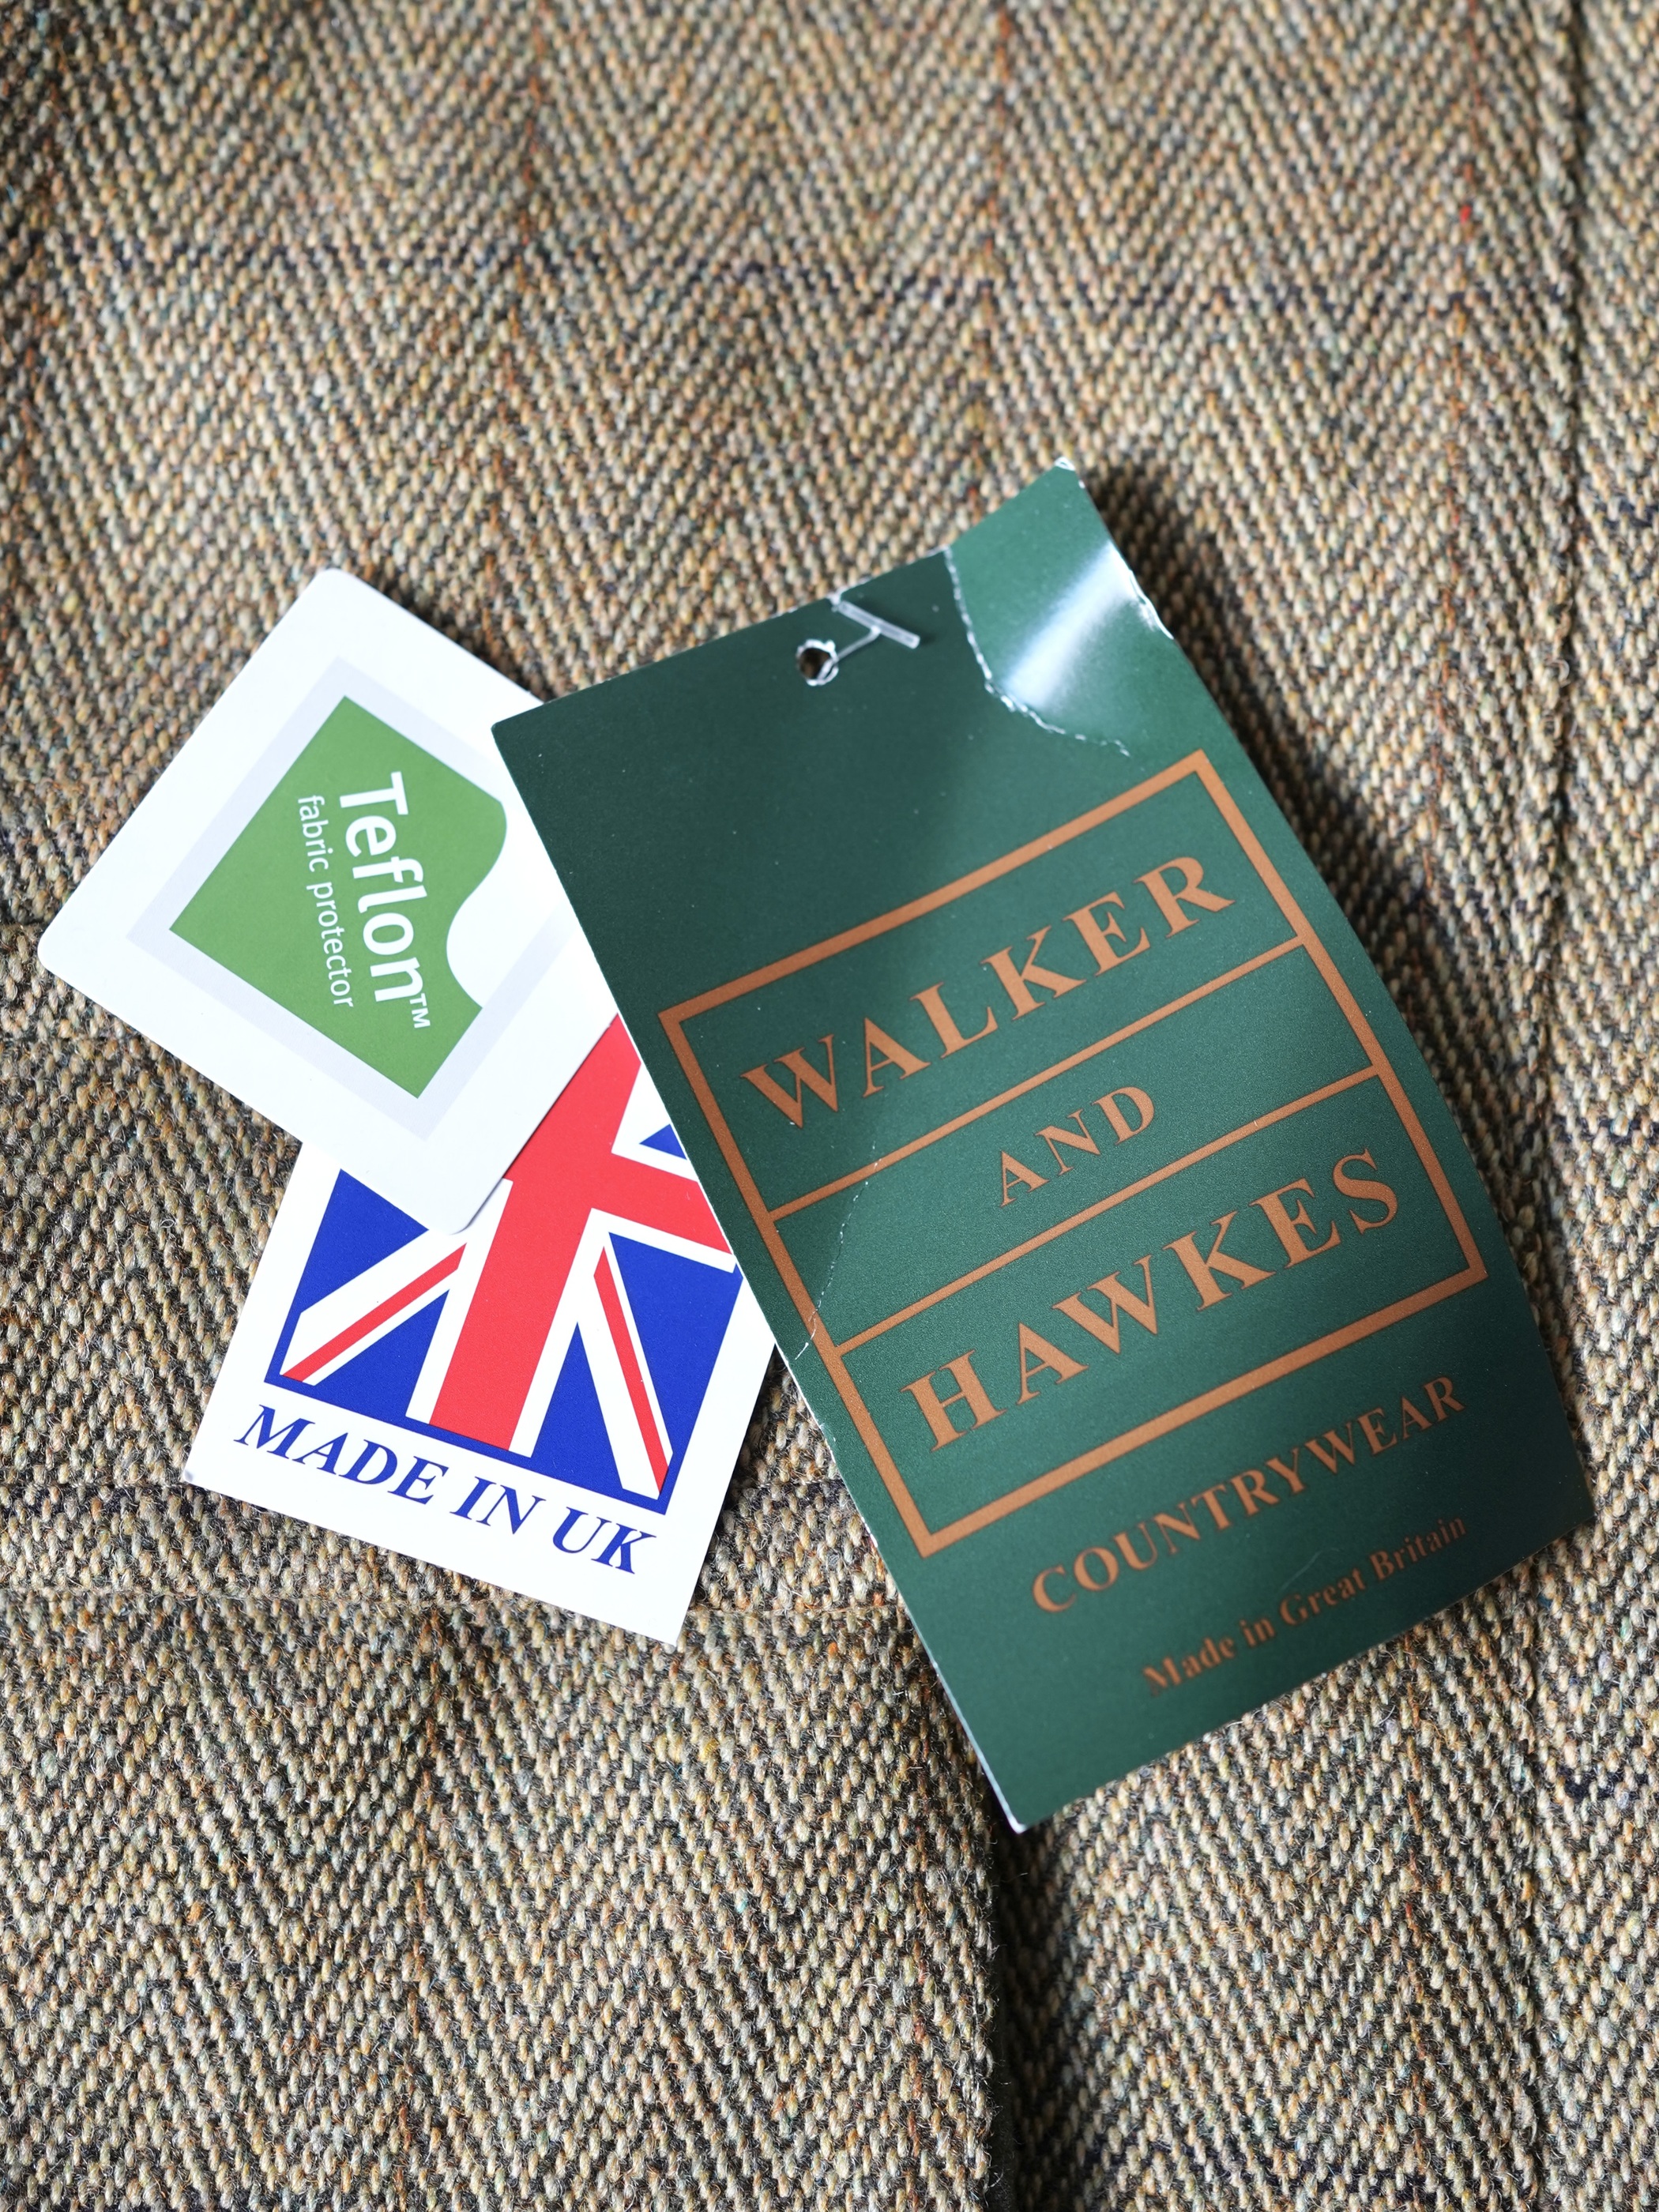 Teflon™
fabric protector
MADE IN UK
WALKER
AND
HAWKES
COUNTRYWEAR
Made in Great Britain